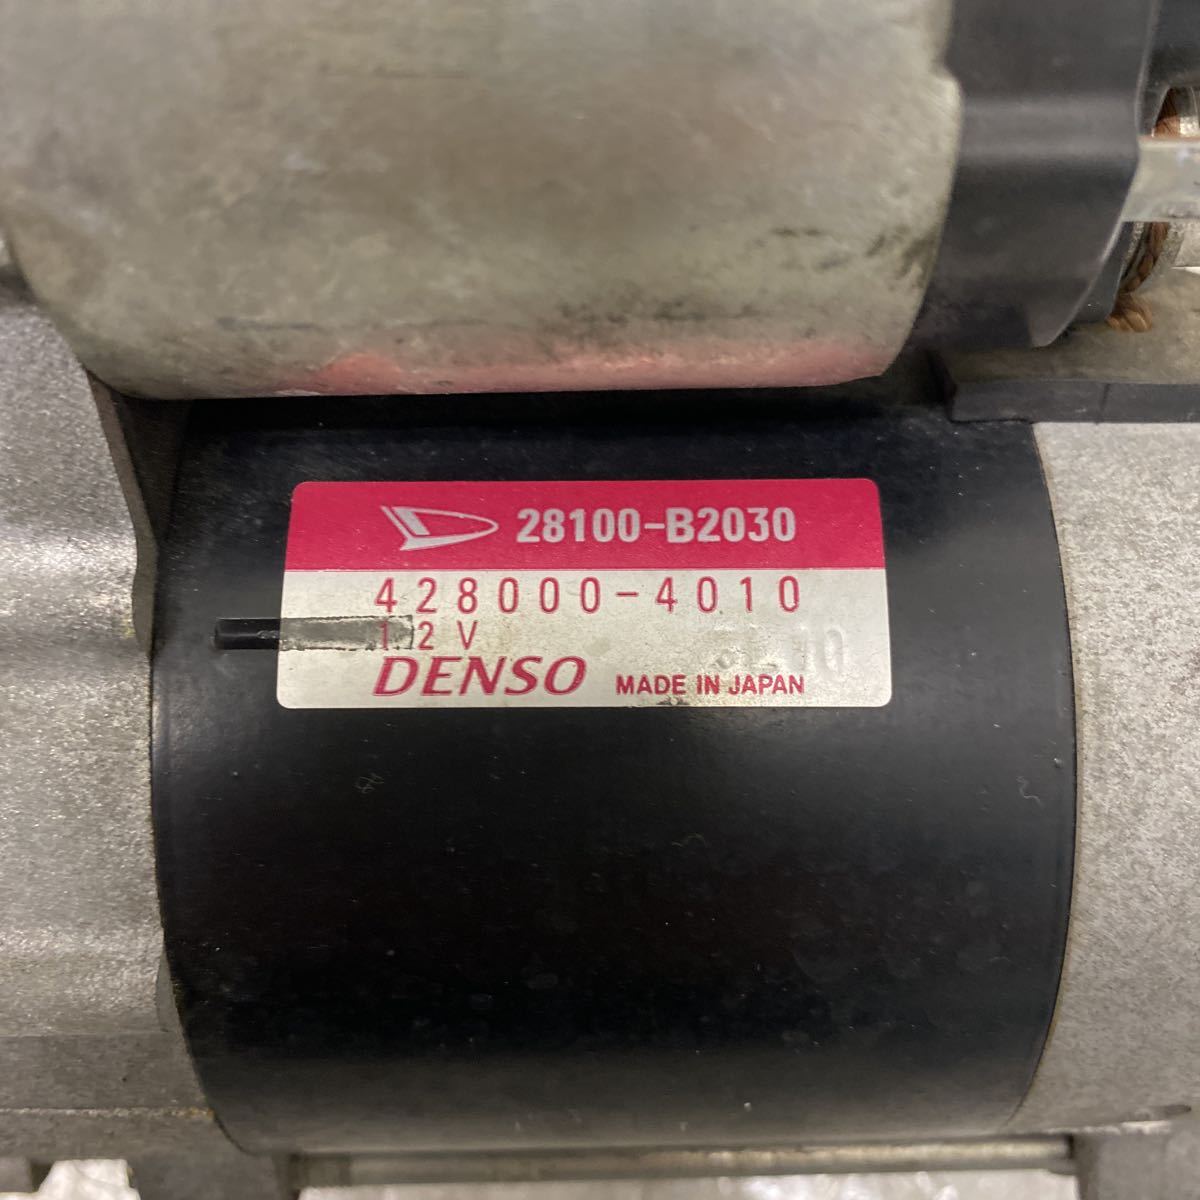 28100-B2030
428000-4010
12V
DENSO MADE IN JAPAN